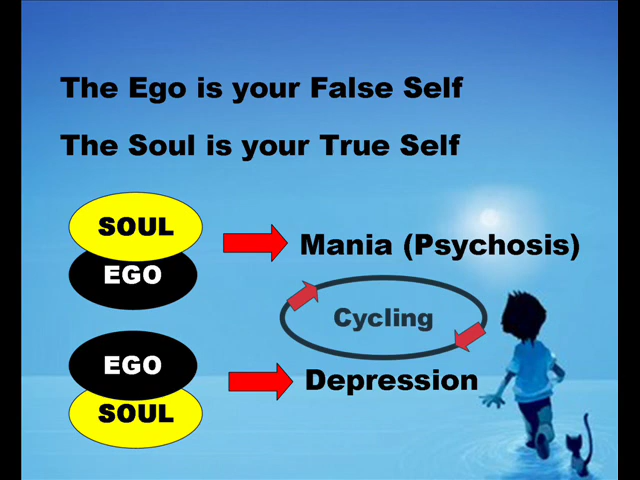 The Ego is your False Self
The Soul is your True Self
SOUL
EGO
Mania (Psychosis)
Cycling
EGO
SOUL
Depression